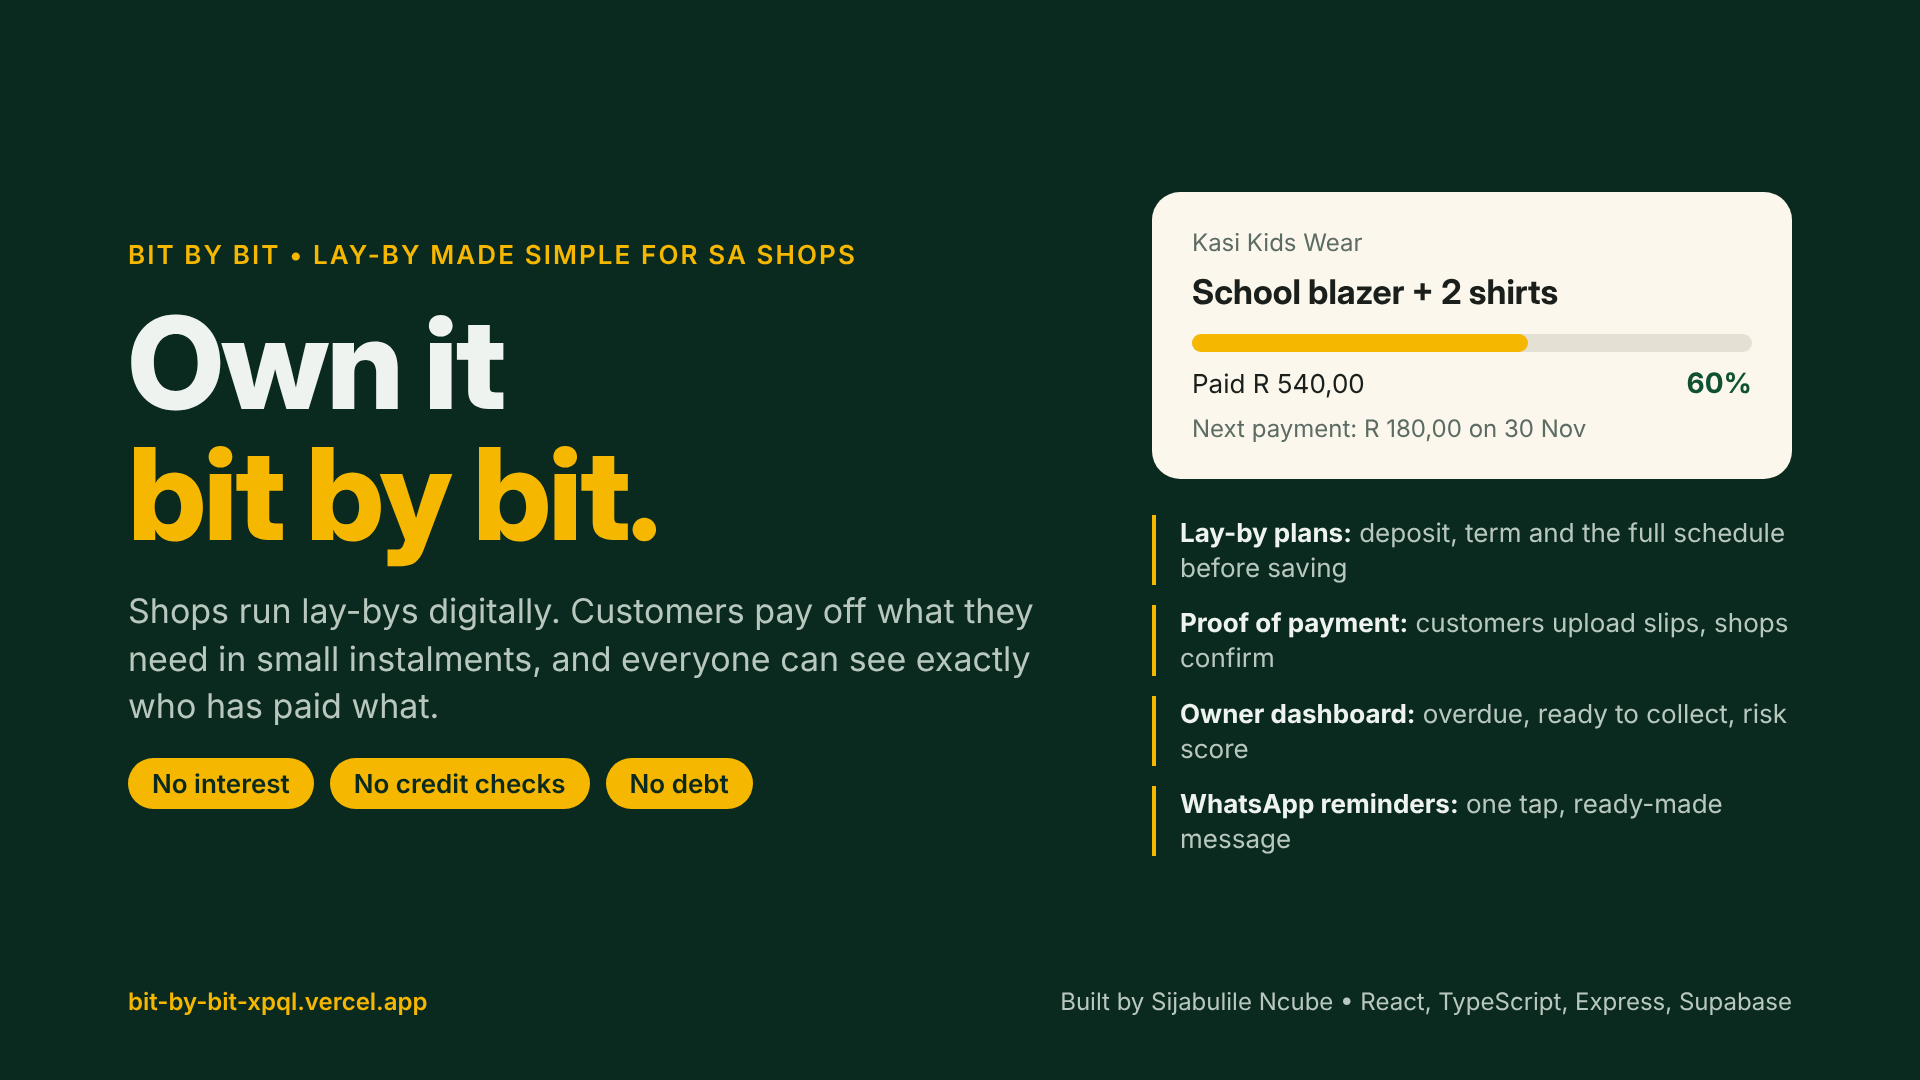 BIT BY BIT • LAY-BY MADE SIMPLE FOR SA SHOPS
Own it
bit by bit.
Shops run lay-bys digitally. Customers pay off what they
need in small instalments, and everyone can see exactly
who has paid what.
No interest
No credit checks
No debt
Kasi Kids Wear
School blazer + 2 shirts
Paid R 540,00
60%
Next payment: R 180,00 on 30 Nov
Lay-by plans: deposit, term and the full schedule
before saving
Proof of payment: customers upload slips, shops
confirm
Owner dashboard: overdue, ready to collect, risk
score
WhatsApp reminders: one tap, ready-made
message
bit-by-bit-xpql.vercel.app
Built by Sijabulile Ncube • React, TypeScript, Express, Supabase